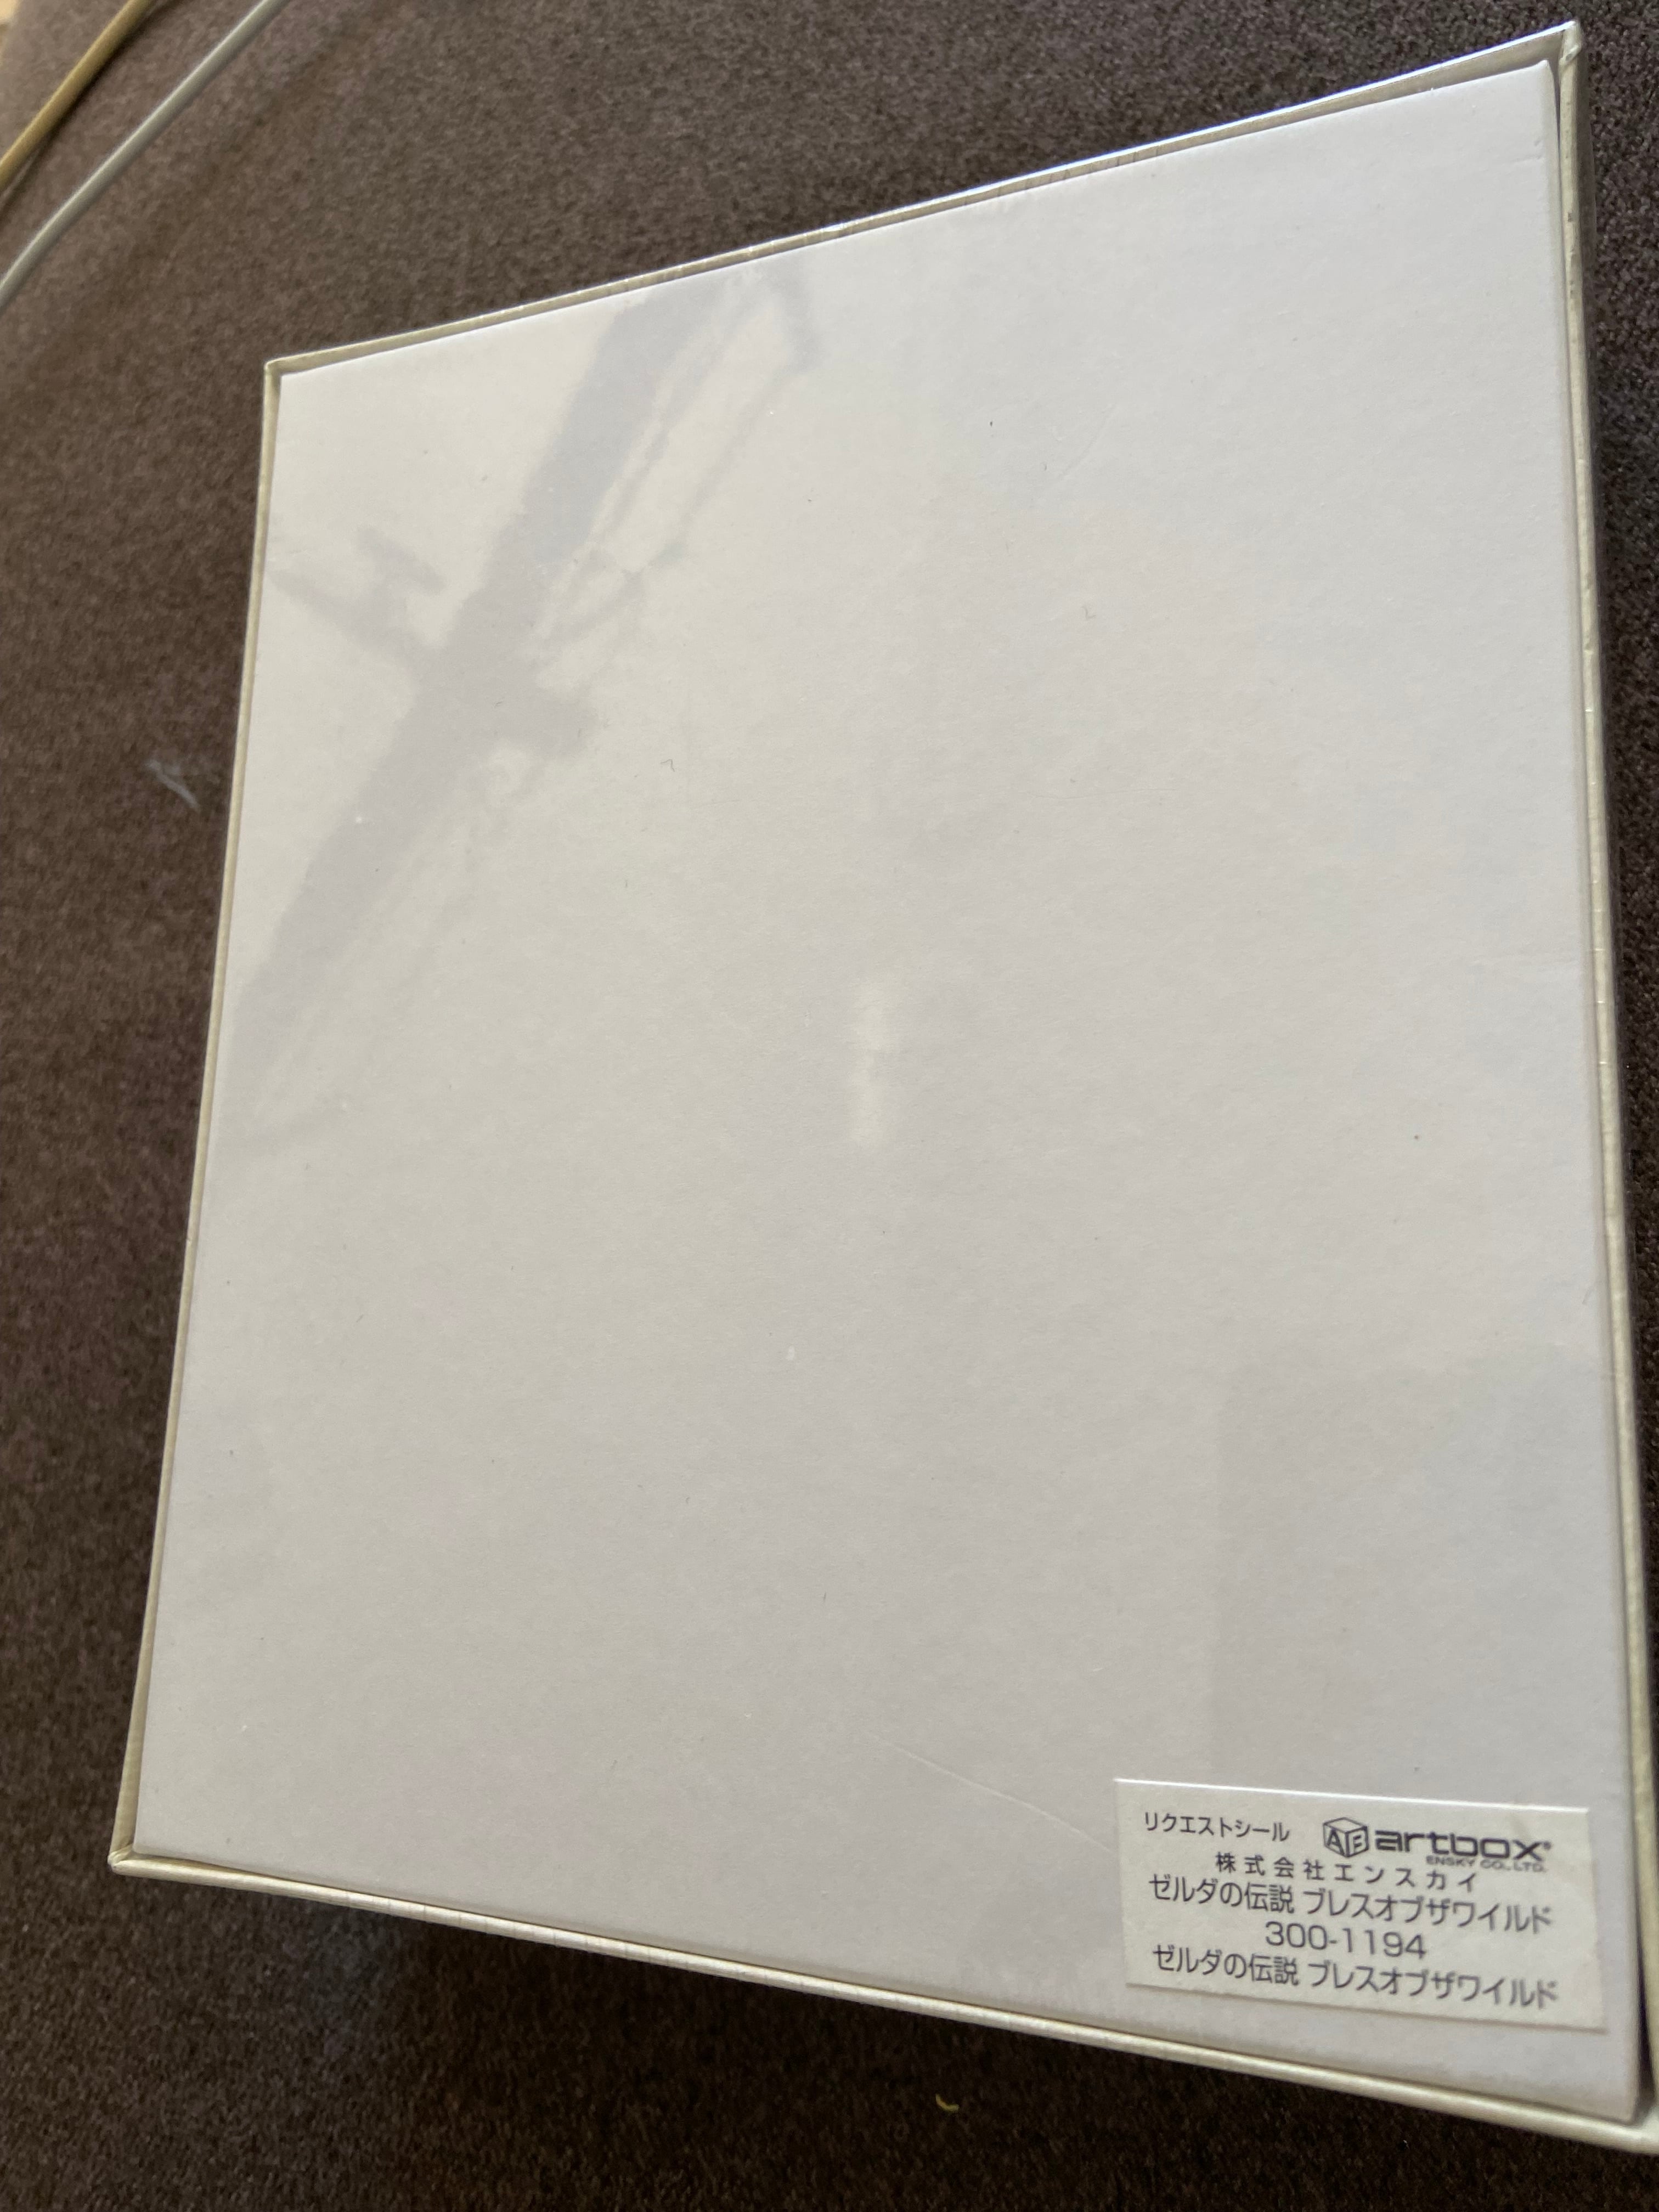 リクエストシール AE artbox®
ENSKY CO.,LTD.
株式会社エンスカイ
ゼルダの伝説 ブレスオブザワイルド
300-1194
ゼルダの伝説 ブレスオブザワイルド